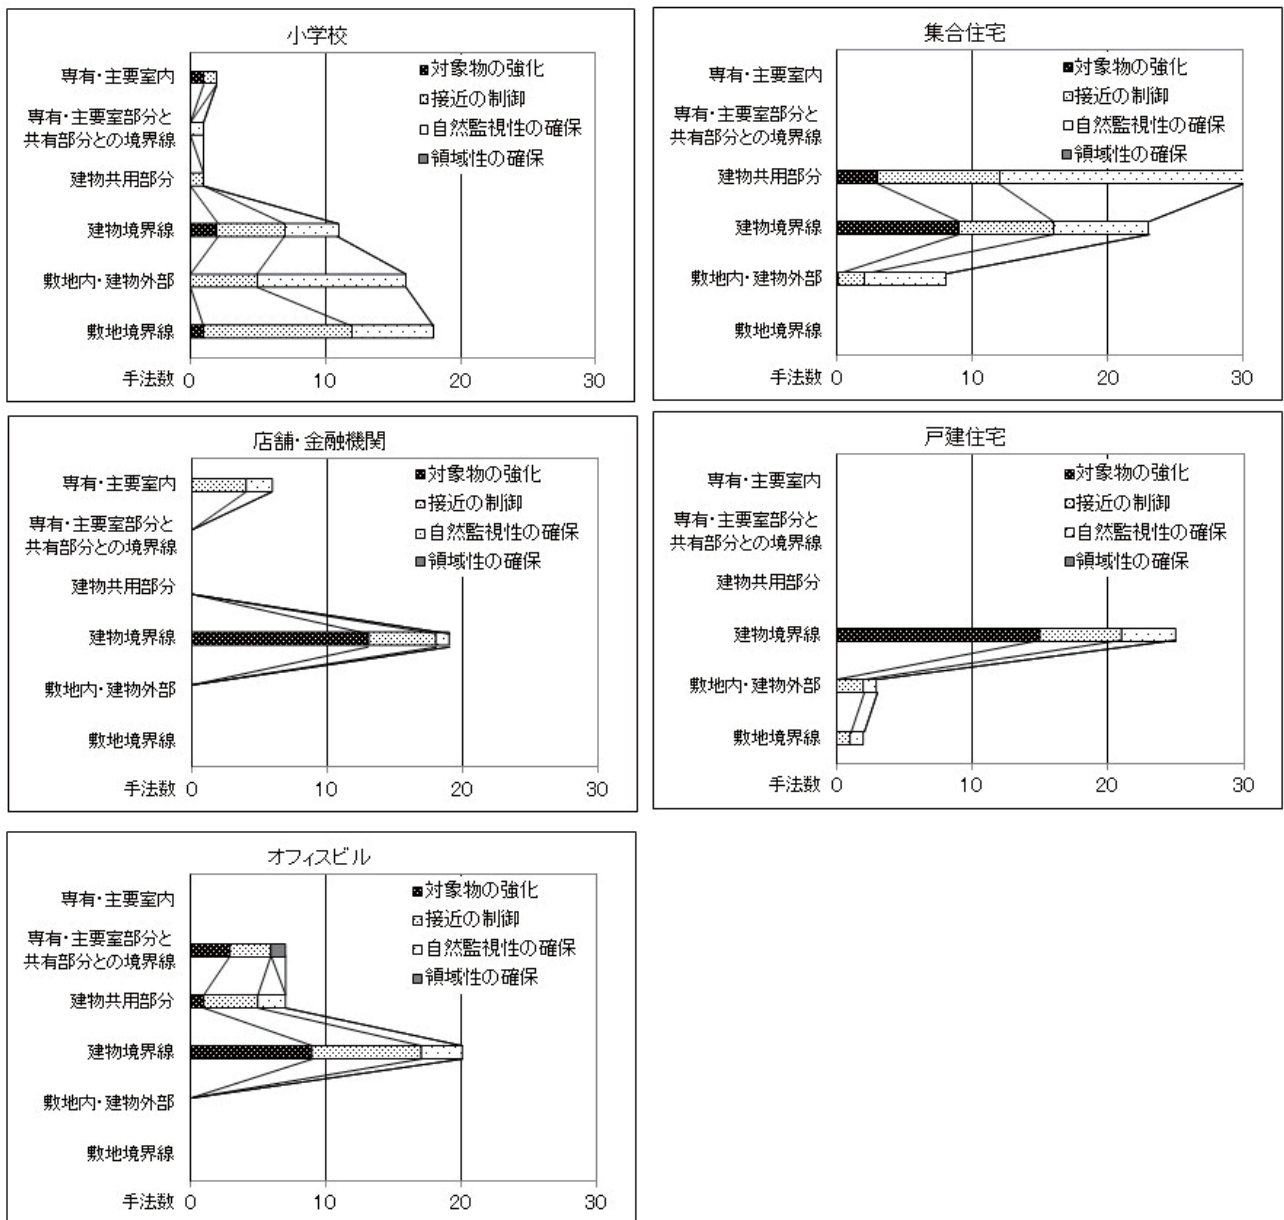 小学校
専有・主要室内
専有・主要室部分と
共有部分との境界線
建物共用部分
建物境界線
敷地内・建物外部
敷地境界線
手法数 0 10 20 30
■対象物の強化
接近の制御
自然監視性の確保
■領域性の確保
集合住宅
専有・主要室内
専有・主要室部分と
共有部分との境界線
建物共用部分
建物境界線
敷地内・建物外部
敷地境界線
手法数 0 10 20 30
■対象物の強化
接近の制御
自然監視性の確保
■領域性の確保
店舗・金融機関
専有・主要室内
専有・主要室部分と
共有部分との境界線
建物共用部分
建物境界線
敷地内・建物外部
敷地境界線
手法数 0 10 20 30
■対象物の強化
接近の制御
自然監視性の確保
■領域性の確保
戸建住宅
専有・主要室内
専有・主要室部分と
共有部分との境界線
建物共用部分
建物境界線
敷地内・建物外部
敷地境界線
手法数 0 10 20 30
■対象物の強化
接近の制御
自然監視性の確保
■領域性の確保
オフィスビル
専有・主要室内
専有・主要室部分と
共有部分との境界線
建物共用部分
建物境界線
敷地内・建物外部
敷地境界線
手法数 0 10 20 30
■対象物の強化
接近の制御
自然監視性の確保
■領域性の確保